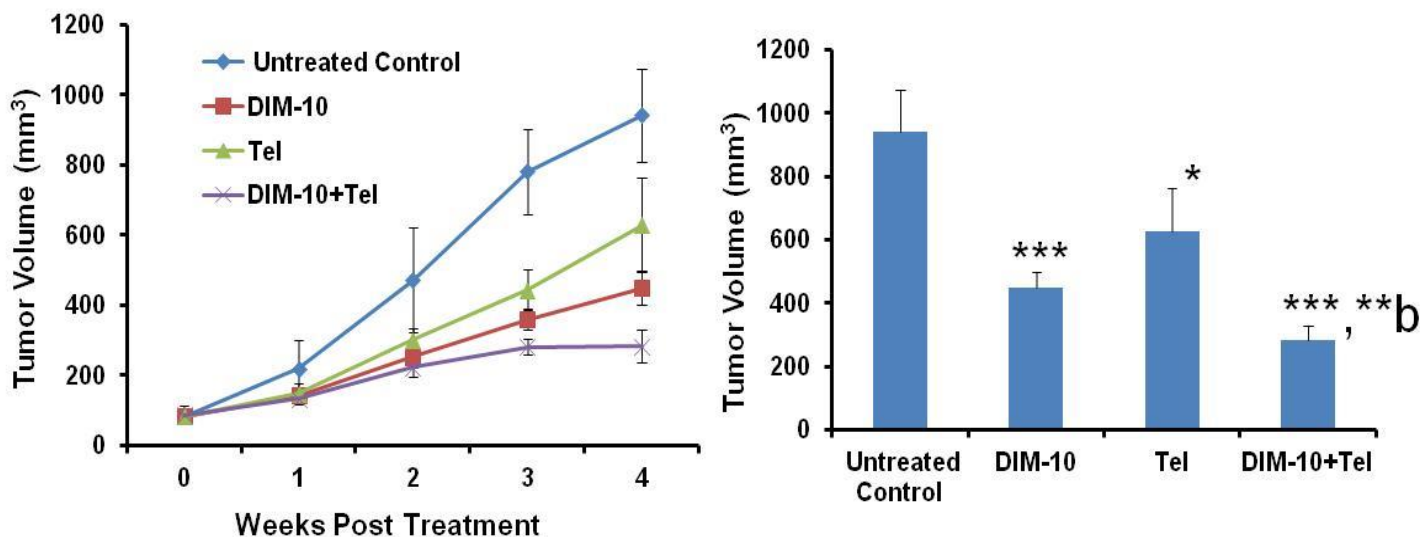 1200
1000
800
600
400
200
0
Tumor Volume (mm³)
Untreated Control
DIM-10
Tel
DIM-10+Tel
0 1 2 3 4
Weeks Post Treatment
1200
1000
800
600
400
200
0
Tumor Volume (mm³)
***
*
***,**b
Untreated
Control
DIM-10
Tel
DIM-10+Tel